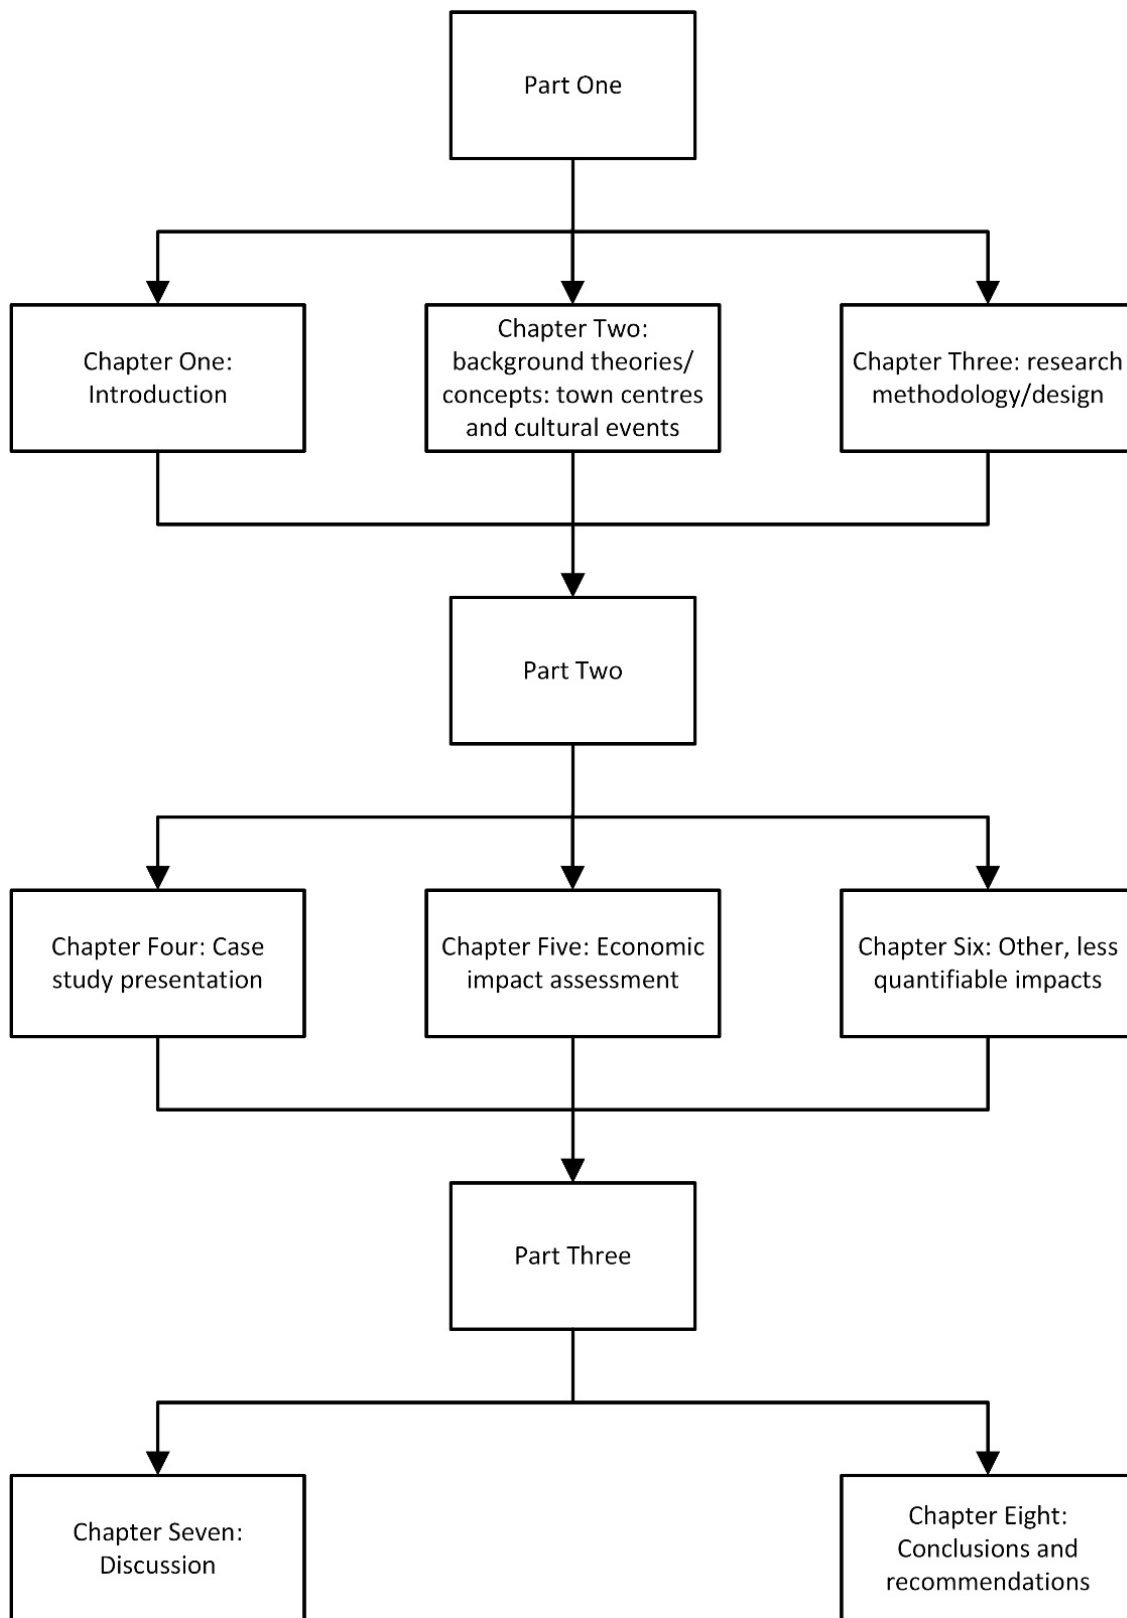 Part One
Chapter One:
Introduction
Chapter Two:
background theories/
concepts: town centres
and cultural events
Chapter Three: research
methodology/design
Part Two
Chapter Four: Case
study presentation
Chapter Five: Economic
impact assessment
Chapter Six: Other, less
quantifiable impacts
Part Three
Chapter Seven:
Discussion
Chapter Eight:
Conclusions and
recommendations